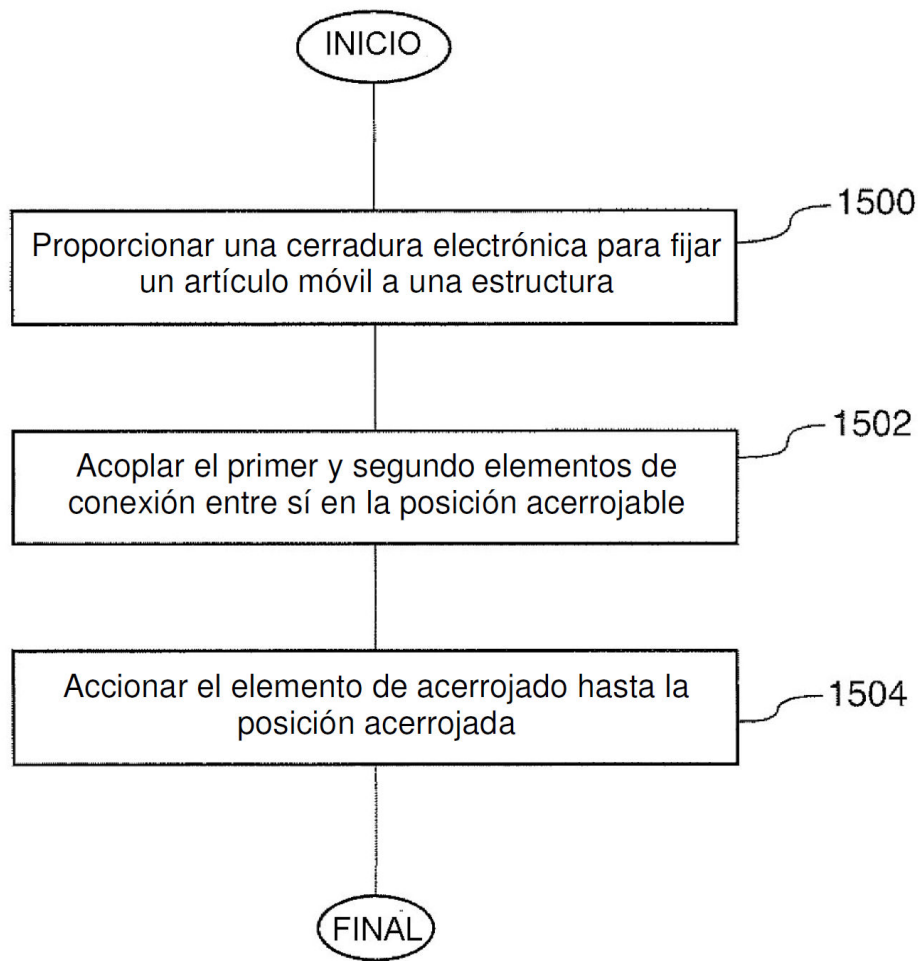 INICIO
1500
Proporcionar una cerradura electrónica para fijar
un artículo móvil a una estructura
1502
Acoplar el primer y segundo elementos de
conexión entre sí en la posición acerrojable
Accionar el elemento de acerrojado hasta la
posición acerrojada
1504
FINAL